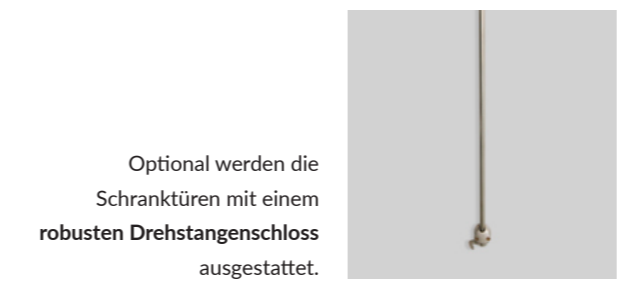 Optional werden die
Schranktüren mit einem
robusten Drehstangenschloss
ausgestattet.